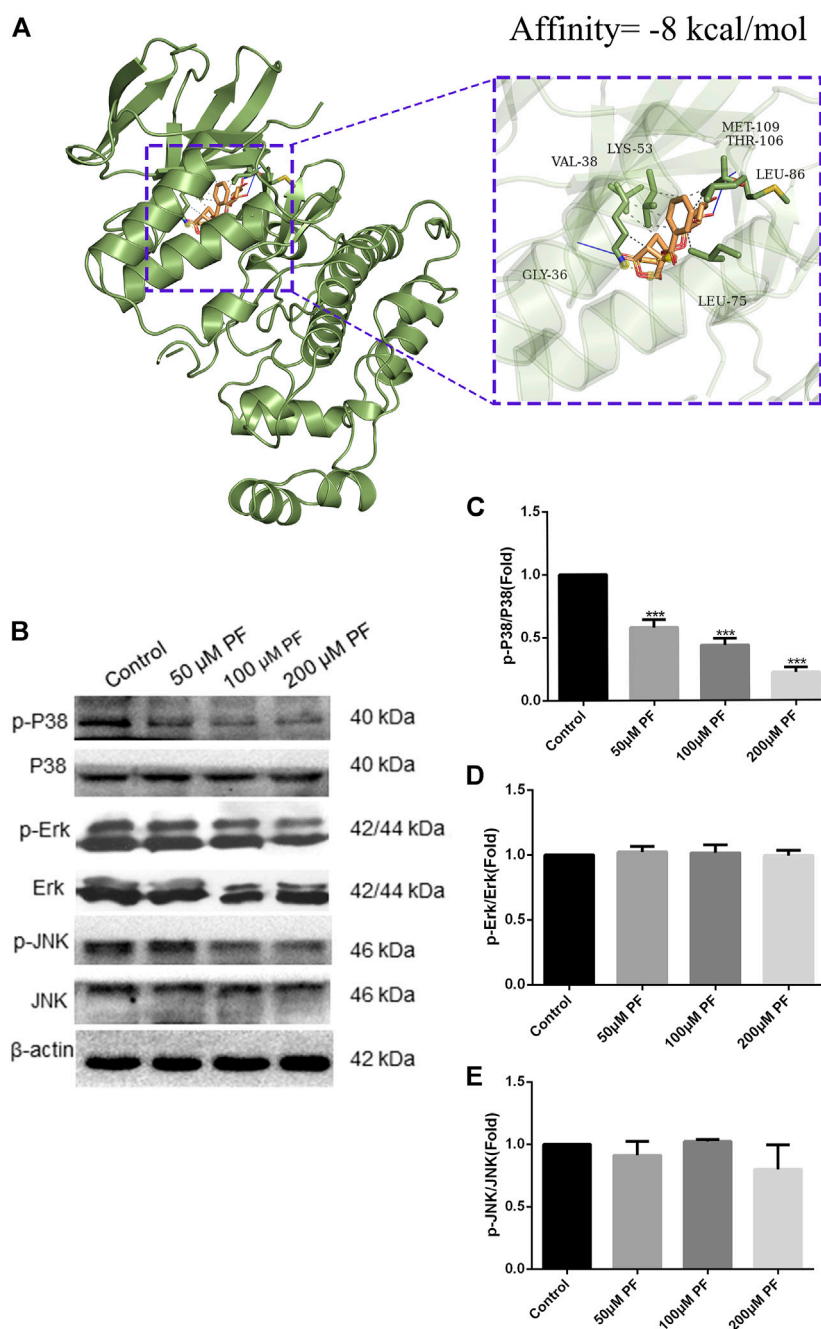 A
Affinity= -8 kcal/mol
MET-109
THR-106
LYS-53
VAL-38
LEU-86
GLY-36
LEU-75
B
Control
50 μM PF
100 μM PF
200 μM PF
p-P38
40 kDa
P38
40 kDa
p-Erk
42/44 kDa
Erk
42/44 kDa
p-JNK
46 kDa
JNK
46 kDa
β-actin
42 kDa
C
p-P38/P38(Fold)
1.5
1.0
0.5
0.0
***
***
***
Control
50μM PF
100μM PF
200μM PF
D
p-Erk/Erk(Fold)
1.5
1.0
0.5
0.0
Control
50μM PF
100μM PF
200μM PF
E
p-JNK/JNK(Fold)
1.5
1.0
0.5
0.0
Control
50μM PF
100μM PF
200μM PF